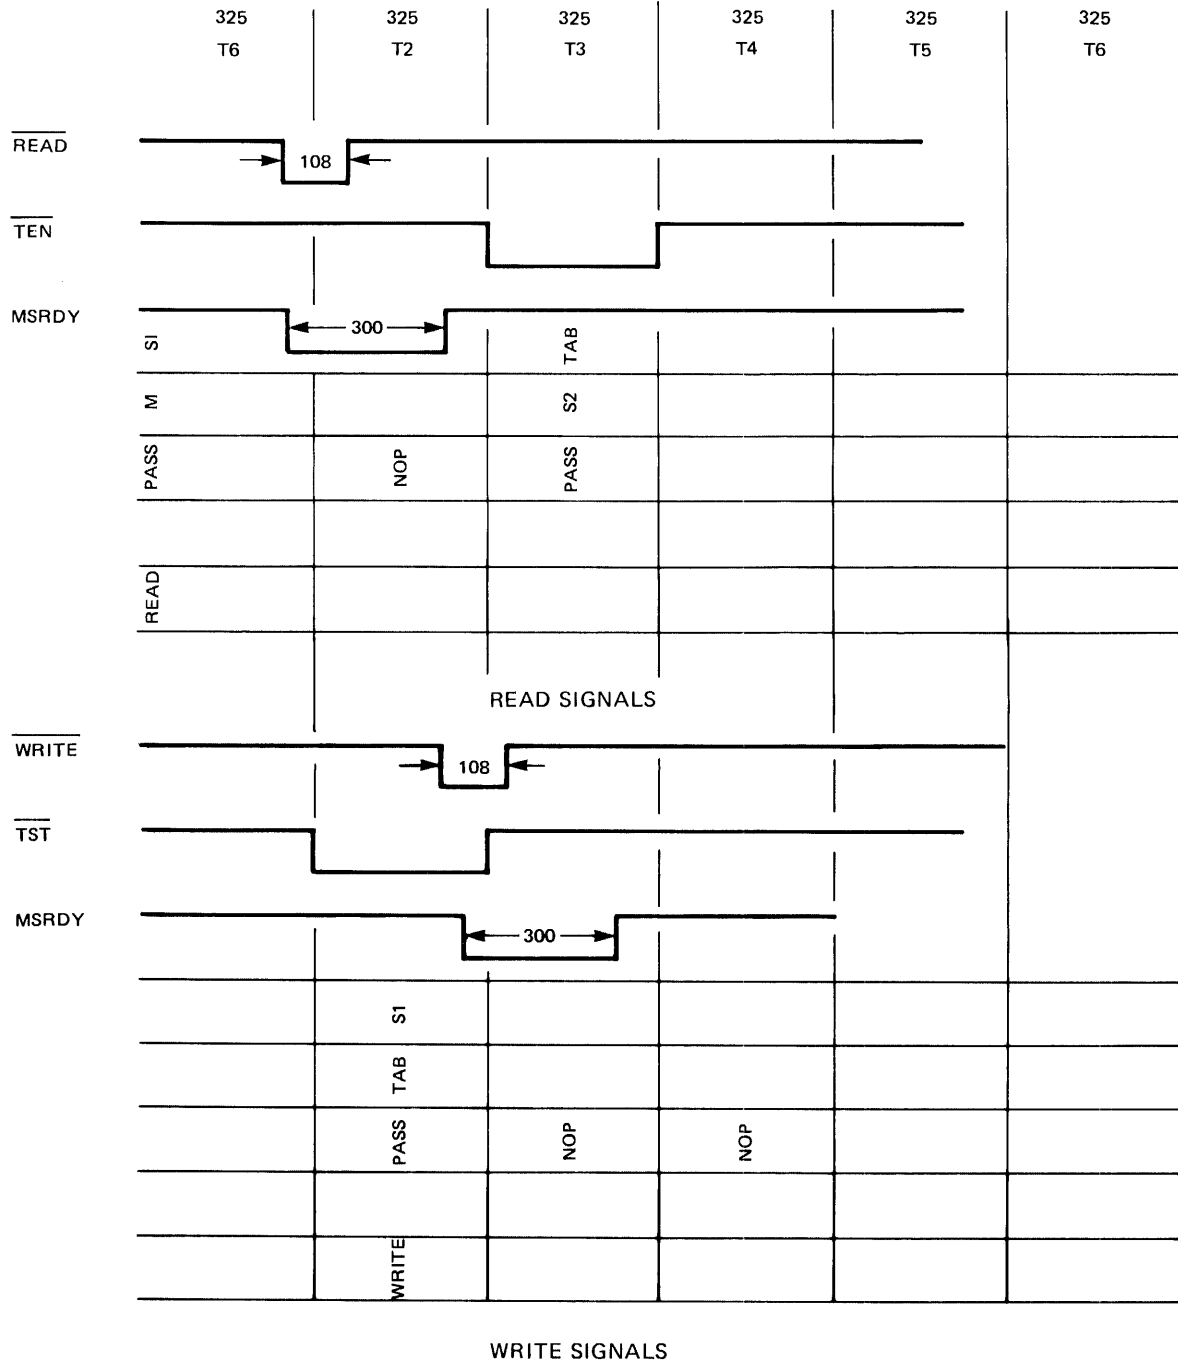 325 325 325 325 325 325
T6 T2 T3 T4 T5 T6
READ
108
TEN
MSRDY
300
SI TAB
M S2
PASS NOP PASS
READ
READ SIGNALS
WRITE
108
TST
MSRDY
300
S1
TAB
PASS NOP NOP
WRITE
WRITE SIGNALS